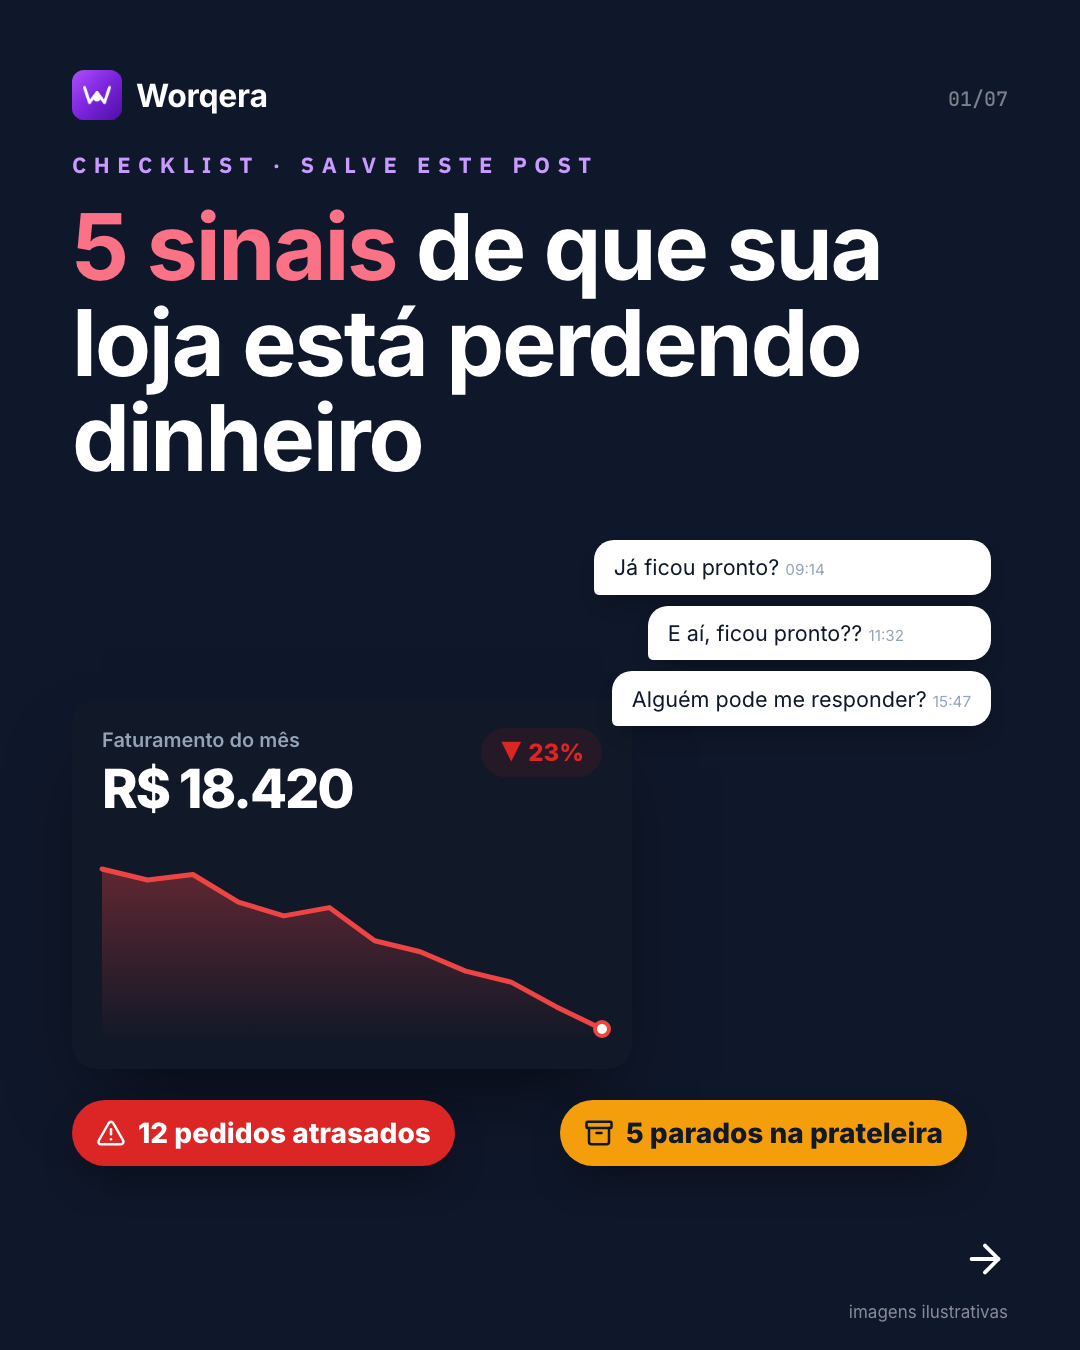 Worqera
01/07
CHECKLIST · SALVE ESTE POST
5 sinais de que sua
loja está perdendo
dinheiro
Já ficou pronto? 09:14
E aí, ficou pronto?? 11:32
Alguém pode me responder? 15:47
Faturamento do mês
▼ 23%
R$ 18.420
12 pedidos atrasados
5 parados na prateleira
imagens ilustrativas